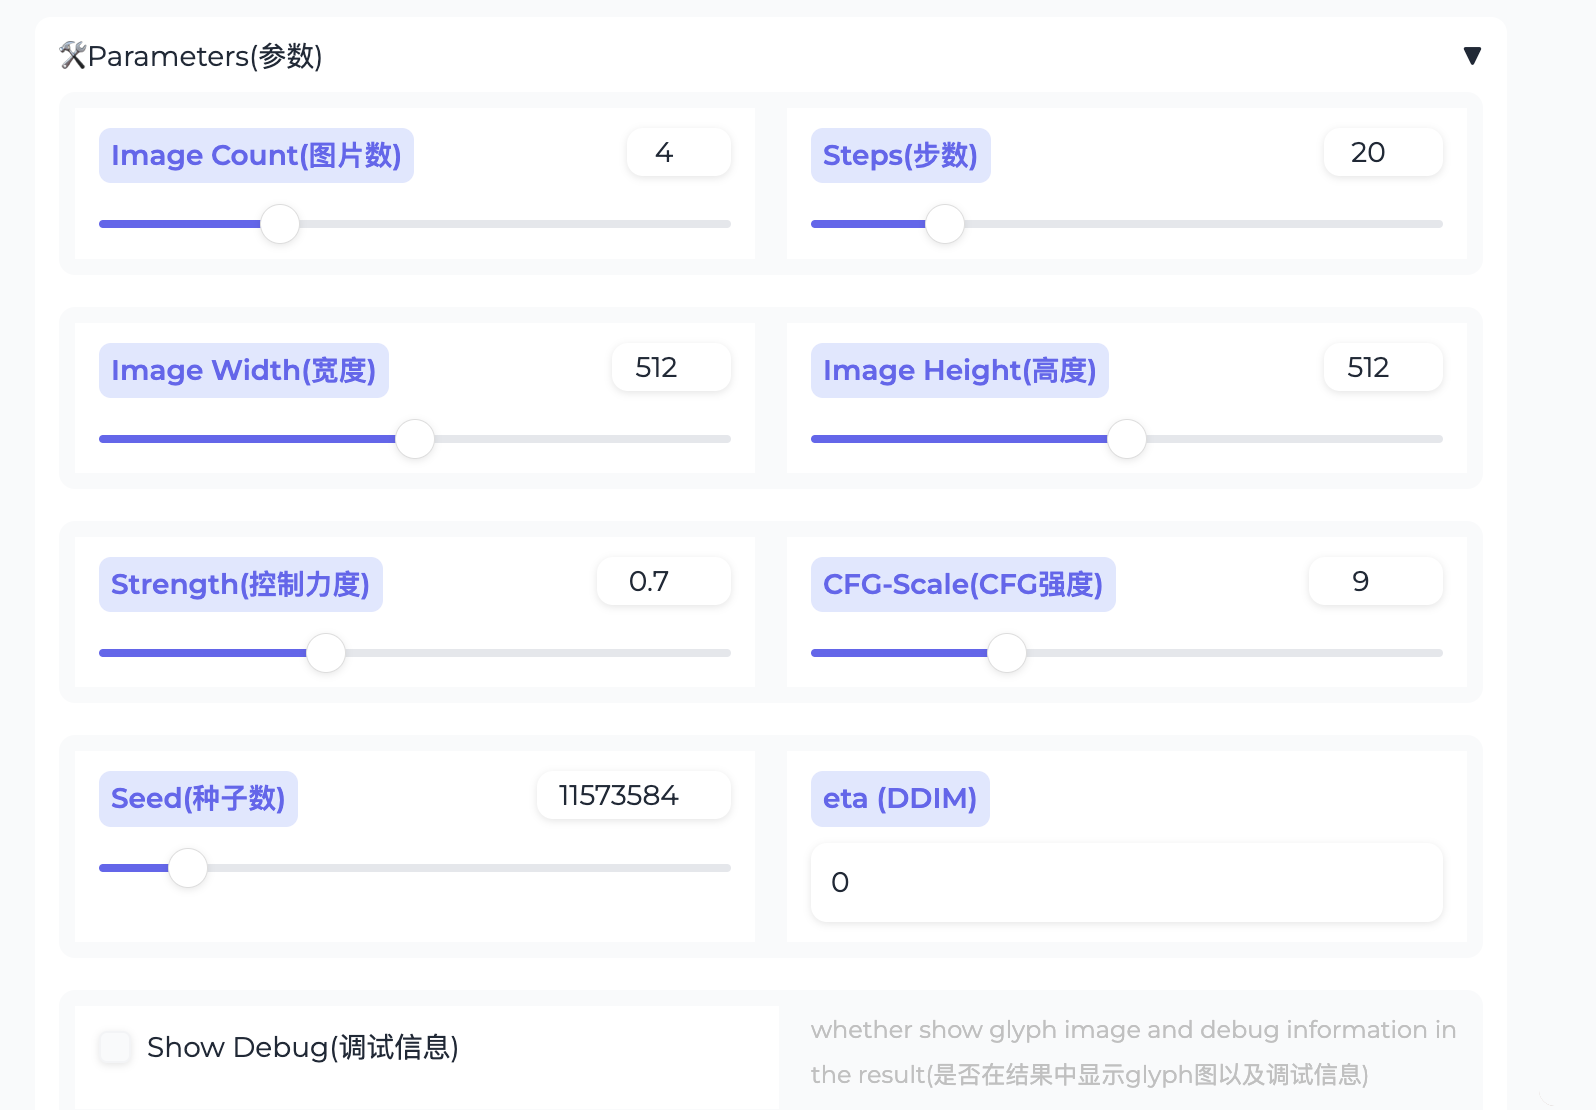 🛠Parameters(参数)
Image Count(图片数)
4
Steps(步数)
20
Image Width(宽度)
512
Image Height(高度)
512
Strength(控制力度)
0.7
CFG-Scale(CFG强度)
9
Seed(种子数)
11573584
eta (DDIM)
0
Show Debug(调试信息)
whether show glyph image and debug information in
the result(是否在结果中显示glyph图以及调试信息)